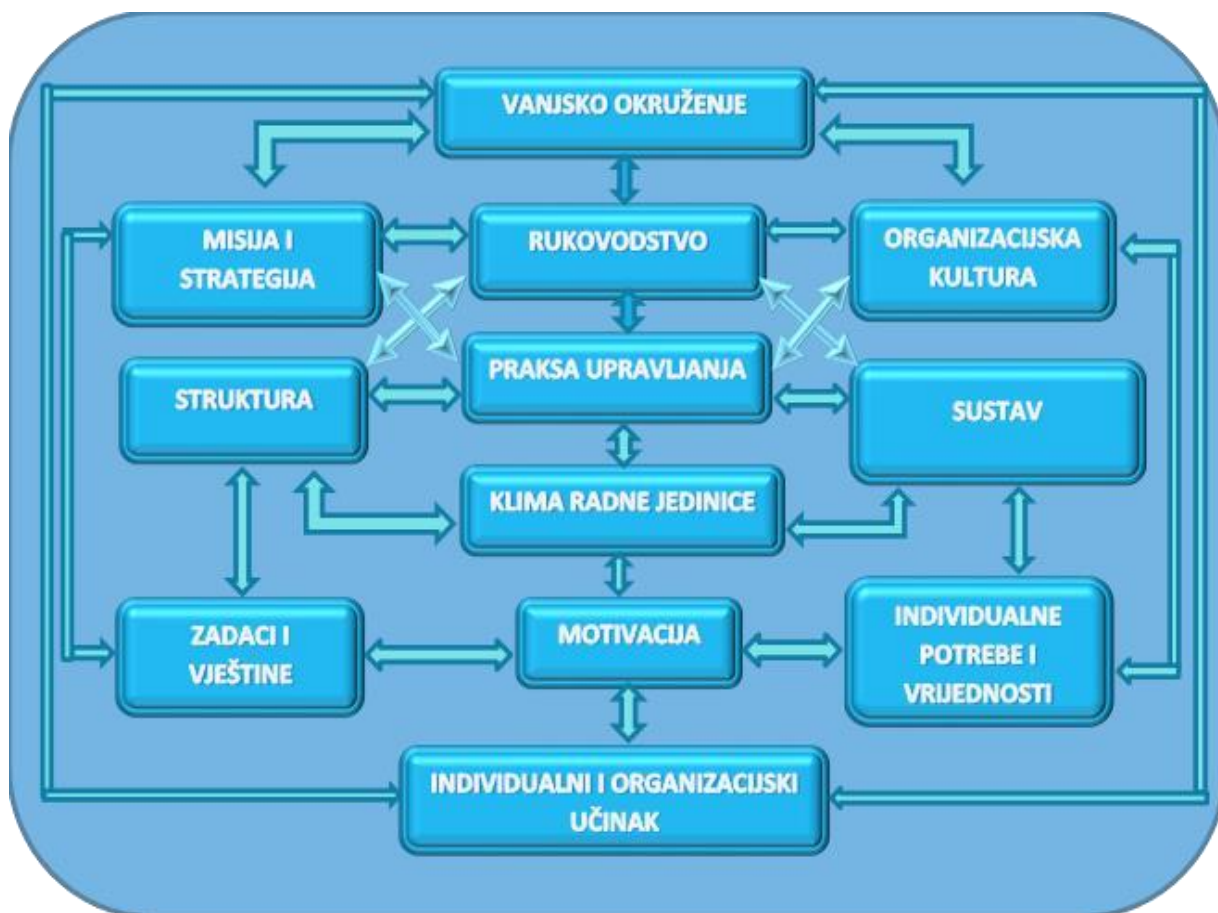 VANJSKO OKRUŽENJE
MISIJA I
STRATEGIJA
RUKOVODSTVO
ORGANIZACIJSKA
KULTURA
STRUKTURA
PRAKSA UPRAVLJANJA
SUSTAV
KLIMA RADNE JEDINICE
ZADACI I
VJEŠTINE
MOTIVACIJA
INDIVIDUALNE
POTREBE I
VRIJEDNOSTI
INDIVIDUALNI I ORGANIZACIJSKI
UČINAK